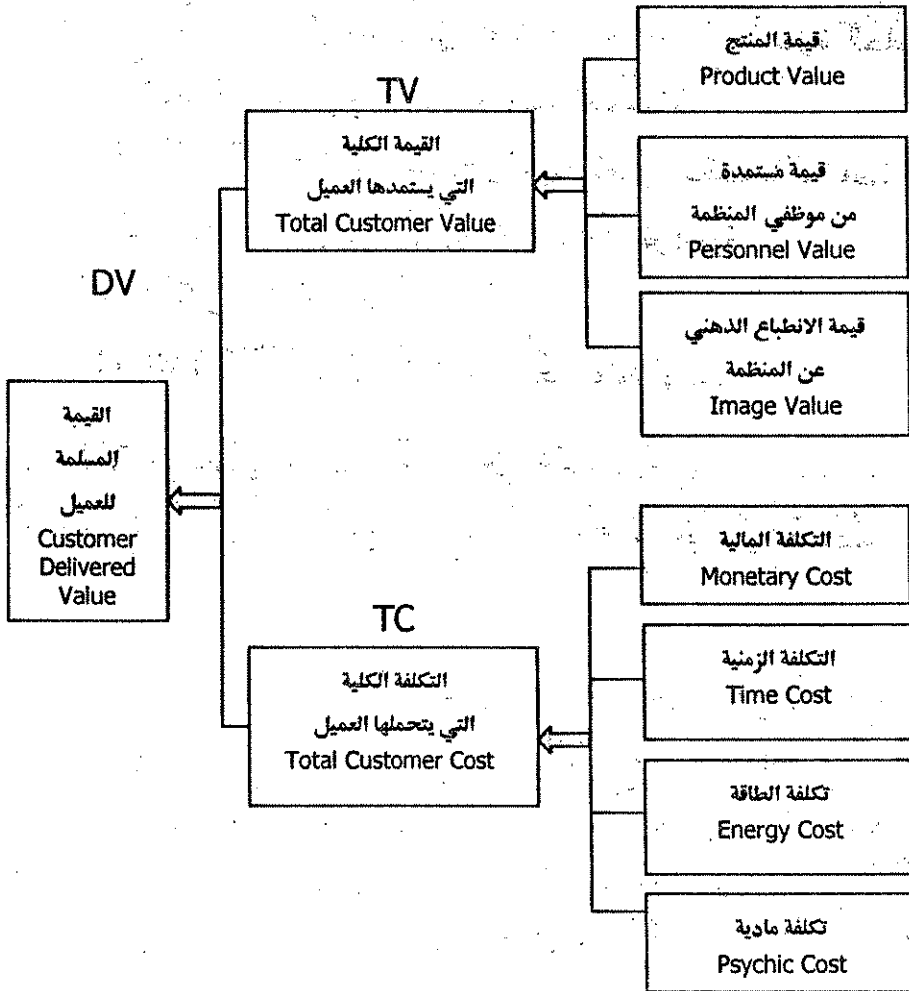 قيمة المنتج
Product Value
TV
القيمة الكلية
التي يستمدها العميل
Total Customer Value
قيمة مستمدة
من موظفي المنظمة
Personnel Value
DV
قيمة الانطباع الذهني
عن المنظمة
Image Value
القيمة
المسلمة
للعميل
Customer
Delivered
Value
التكلفة المالية
Monetary Cost
TC
التكلفة الكلية
التي يتحملها العميل
Total Customer Cost
التكلفة الزمنية
Time Cost
تكلفة الطاقة
Energy Cost
تكلفة مادية
Psychic Cost